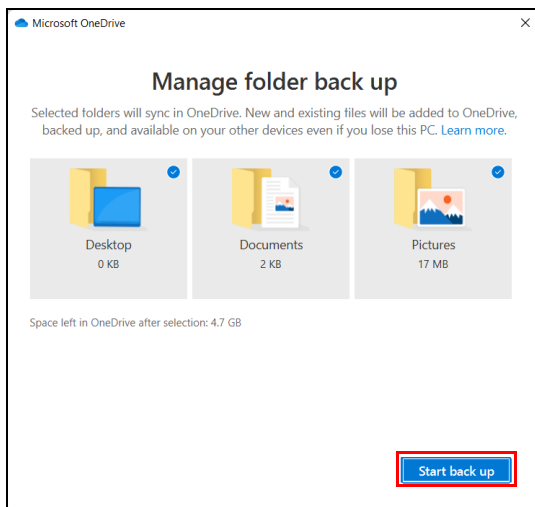 Microsoft OneDrive
Manage folder back up
Selected folders will sync in OneDrive. New and existing files will be added to OneDrive,
backed up, and available on your other devices even if you lose this PC. Learn more.
Desktop
0 KB
Documents
2 KB
Pictures
17 MB
Space left in OneDrive after selection: 4.7 GB
Start back up